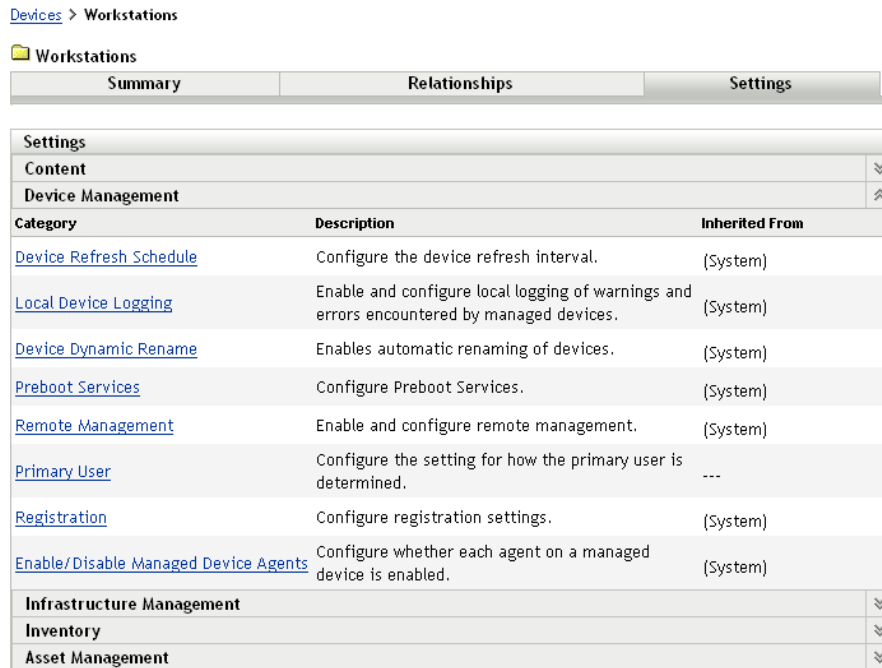 Devices > Workstations
Workstations
Summary Relationships Settings
Settings
Content
Device Management
Category Description Inherited From
Device Refresh Schedule Configure the device refresh interval. (System)
Local Device Logging Enable and configure local logging of warnings and errors encountered by managed devices. (System)
Device Dynamic Rename Enables automatic renaming of devices. (System)
Preboot Services Configure Preboot Services. (System)
Remote Management Enable and configure remote management. (System)
Primary User Configure the setting for how the primary user is determined. ---
Registration Configure registration settings. (System)
Enable/Disable Managed Device Agents Configure whether each agent on a managed device is enabled. (System)
Infrastructure Management
Inventory
Asset Management